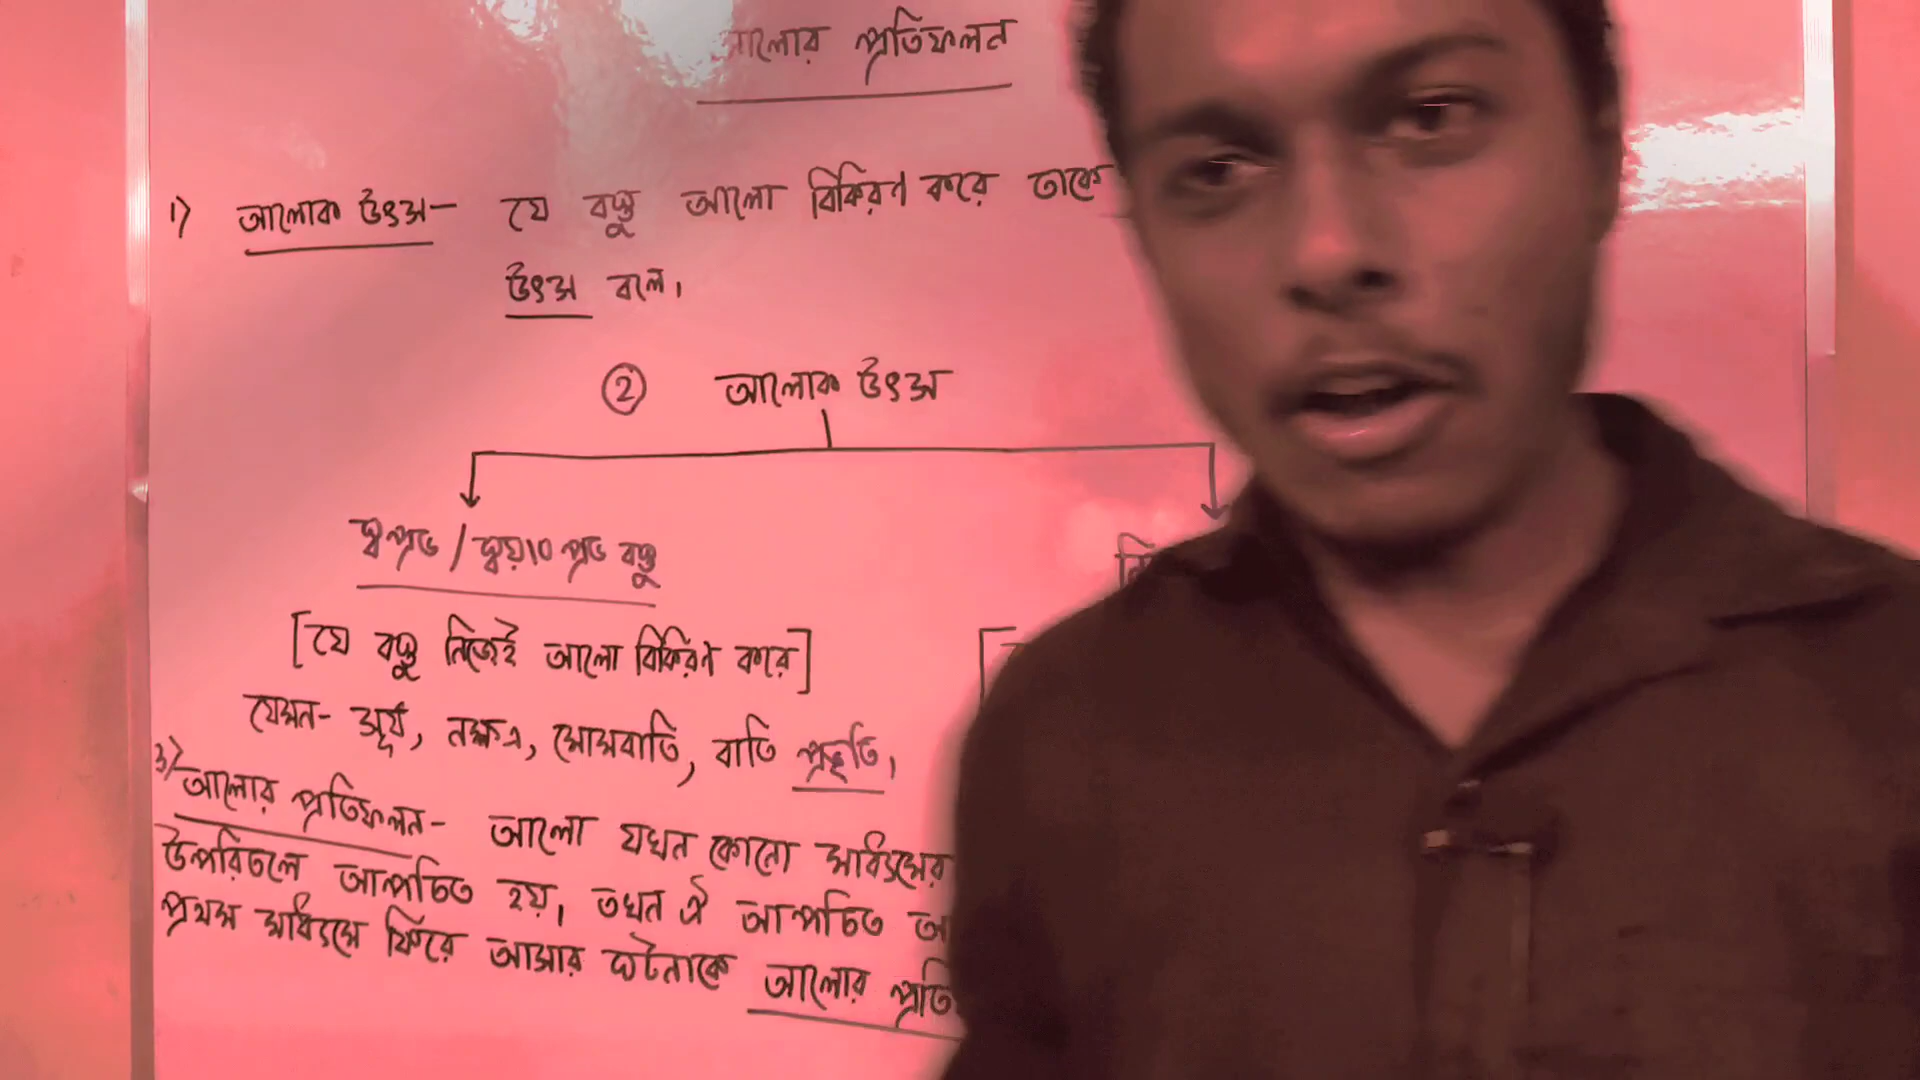 আলোর প্রতিফলন
১) আলোক উৎস- যে বস্তু আলো বিকিরণ করে তাকে
উৎস বলে।
② আলোক উৎস
স্বপ্রভ / স্বয়ং প্রভ বস্তু
[যে বস্তু নিজেই আলো বিকিরণ করে]
যেমন- সূর্য, নক্ষত্র, মোমবাতি, বাতি প্রভৃতি।
3) আলোর প্রতিফলন- আলো যখন কোনো মাধ্যমের
উপরিতলে আপতিত হয়, তখন ঐ আপতিত
প্রথম মাধ্যমে ফিরে আসার ঘটনাকে আলোর প্রতি